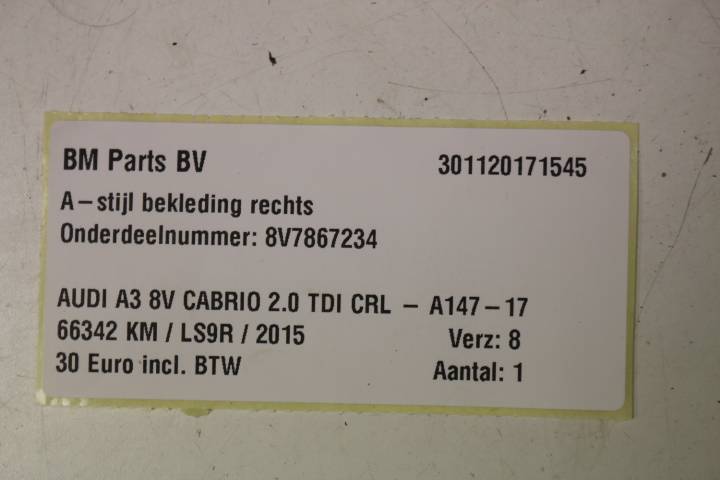 BM Parts BV 301120171545
A-stijl bekleding rechts
Onderdeelnummer: 8V7867234
AUDI A3 8V CABRIO 2.0 TDI CRL - A147-17
66342 KM / LS9R / 2015 Verz: 8
30 Euro incl. BTW Aantal: 1